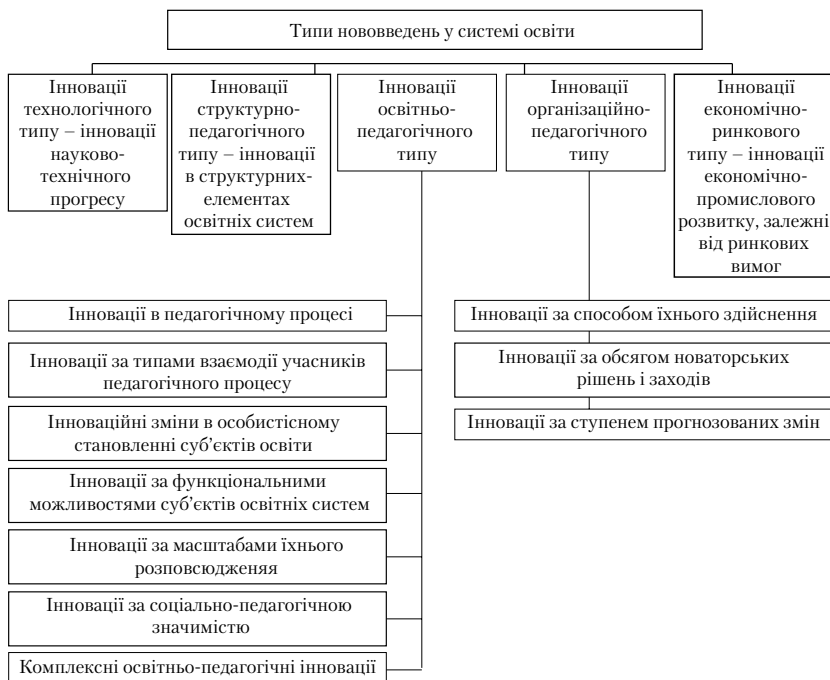 Типи нововведень у системі освіти
Інновації
технологічного
типу – інновації
науково-
технічного
прогресу
Інновації
структурно-
педагогічного
типу – інновації
в структурних-
елементах
освітніх систем
Інновації
освітньо-
педагогічного
типу
Інновації
організаційно-
педагогічного
типу
Інновації
економічно-
ринкового
типу – інновації
економічно-
промислового
розвитку, залежні
від ринкових
вимог
Інновації в педагогічному процесі
Інновації за типами взаємодії учасників
педагогічного процесу
Інноваційні зміни в особистісному
становленні суб’єктів освіти
Інновації за функціональними
можливостями суб’єктів освітніх систем
Інновації за масштабами їхнього
розповсюдженяя
Інновації за соціально-педагогічною
значимістю
Комплексні освітньо-педагогічні інновації
Інновації за способом їхнього здійснення
Інновації за обсягом новаторських
рішень і заходів
Інновації за ступенем прогнозованих змін